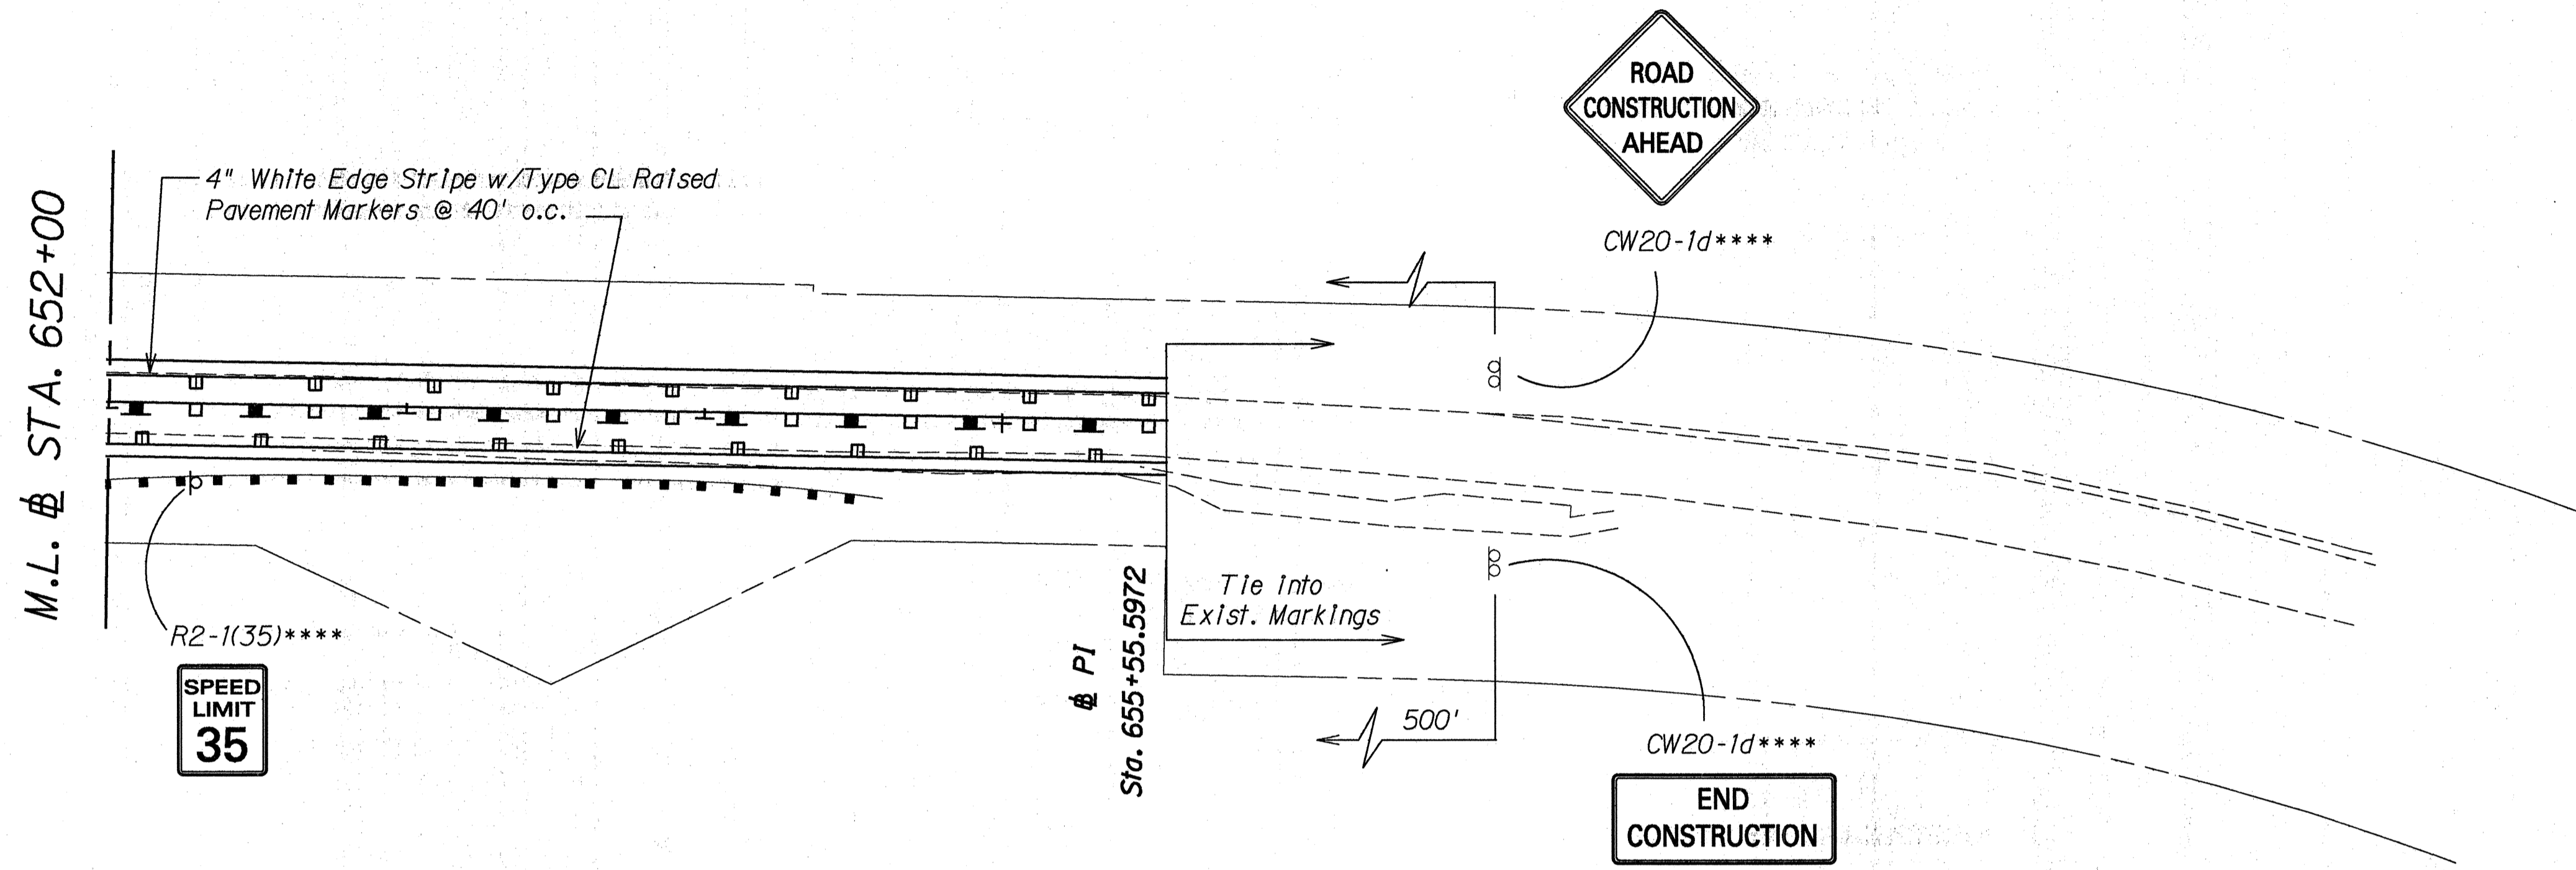 ROAD
CONSTRUCTION
AHEAD
CW20-1d****
4" White Edge Stripe w/Type CL Raised
Pavement Markers @ 40' o.c.
M.L. ℄ STA. 652+00
R2-1(35)****
SPEED
LIMIT
35
℄ PI
Sta. 655+55.5972
Tie into
Exist. Markings
500'
CW20-1d****
END
CONSTRUCTION